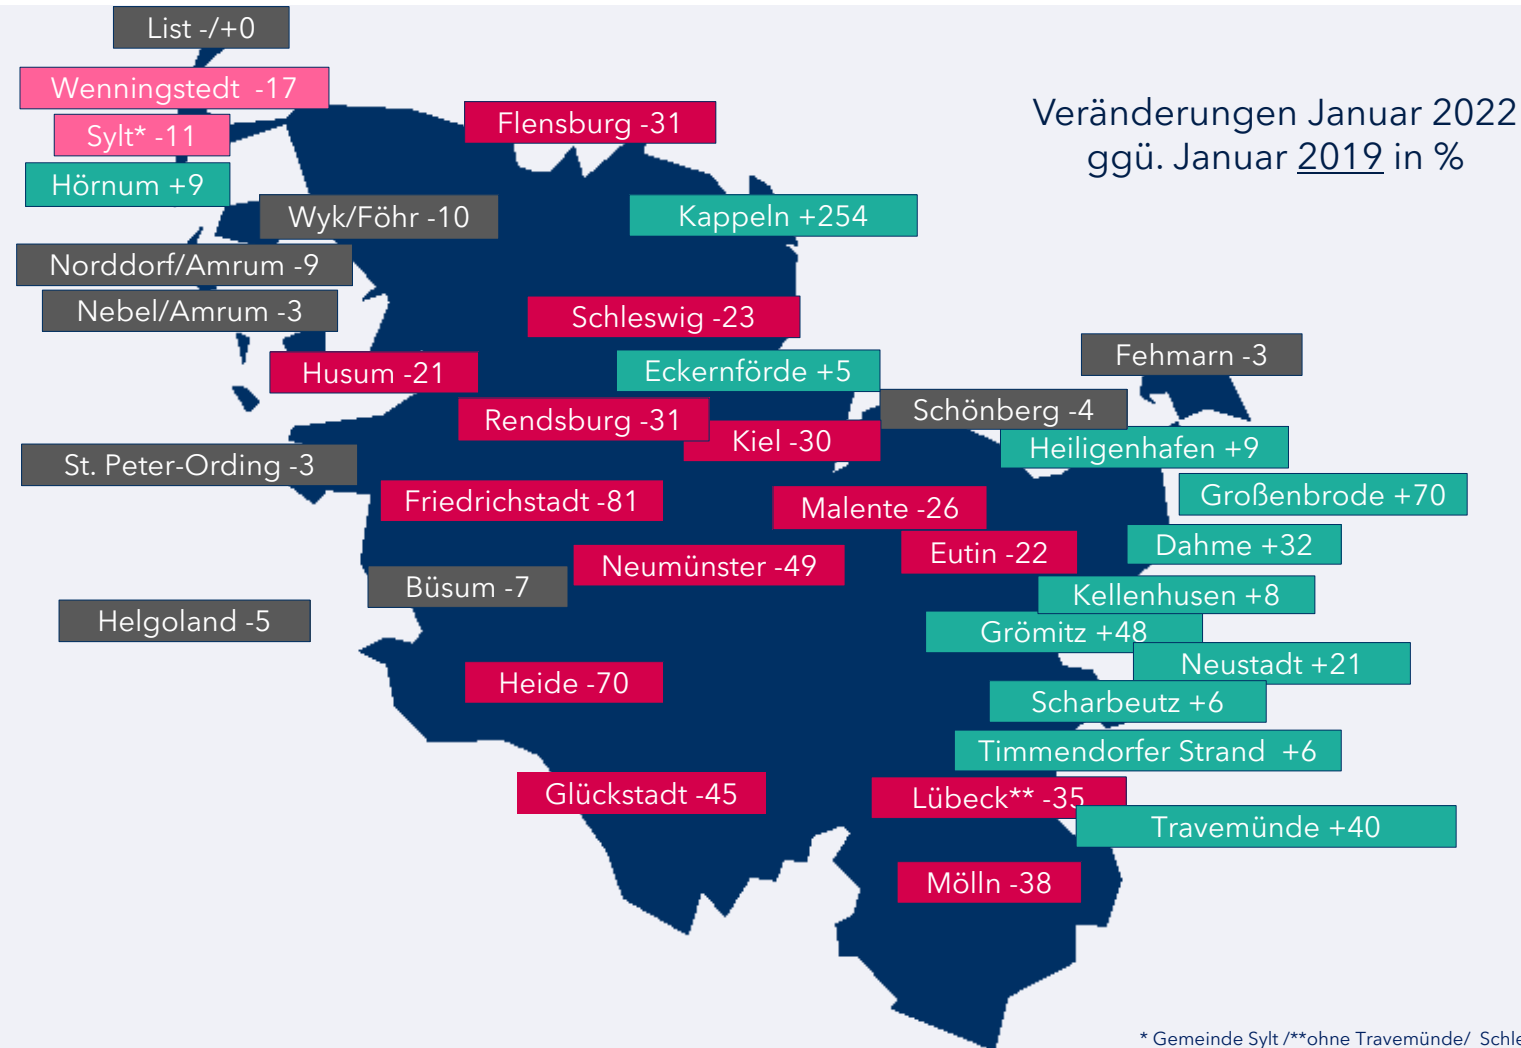 List -/+0
Wenningstedt -17
Sylt* -11
Hörnum +9
Flensburg -31
Veränderungen Januar 2022
ggü. Januar 2019 in %
Wyk/Föhr -10
Kappeln +254
Norddorf/Amrum -9
Nebel/Amrum -3
Schleswig -23
Husum -21
Eckernförde +5
Fehmarn -3
Rendsburg -31
Kiel -30
Schönberg -4
Heiligenhafen +9
St. Peter-Ording -3
Friedrichstadt -81
Malente -26
Großenbrode +70
Neumünster -49
Eutin -22
Dahme +32
Büsum -7
Kellenhusen +8
Helgoland -5
Grömitz +48
Neustadt +21
Heide -70
Scharbeutz +6
Timmendorfer Strand +6
Glückstadt -45
Lübeck** -35
Travemünde +40
Mölln -38
* Gemeinde Sylt /**ohne Travemünde/